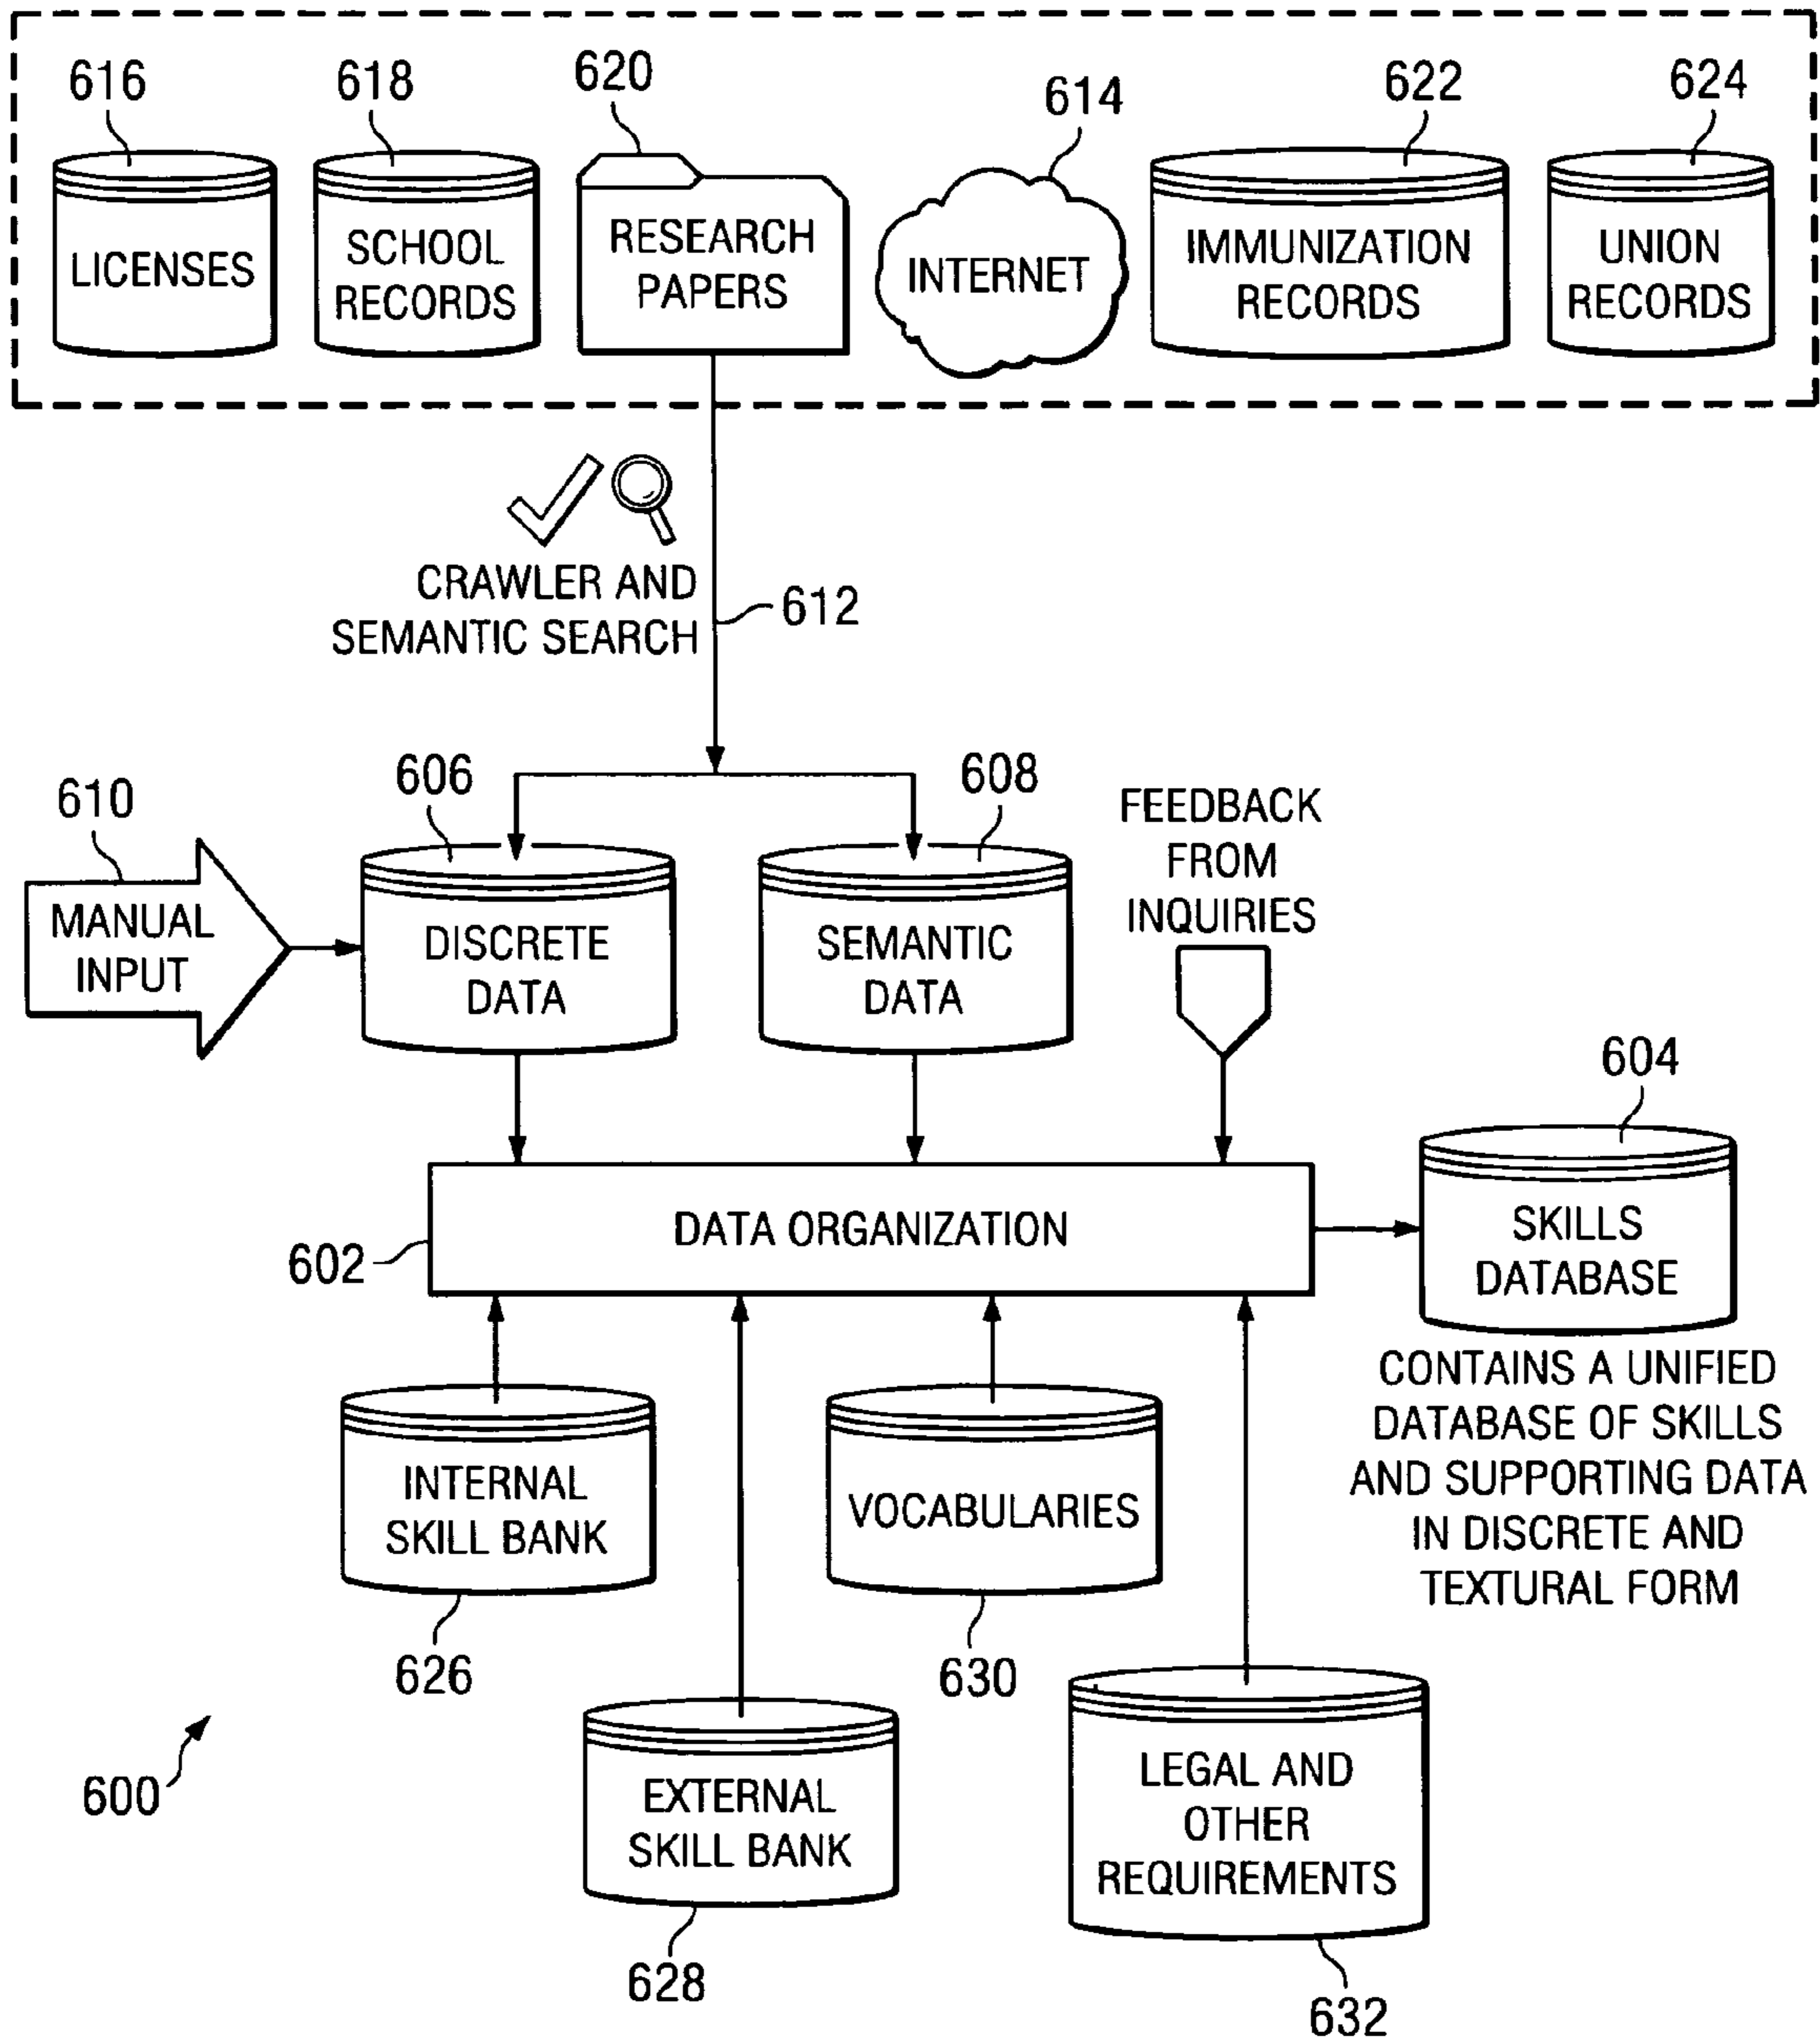 616
618
620
614
622
624
LICENSES
SCHOOL
RECORDS
RESEARCH
PAPERS
INTERNET
IMMUNIZATION
RECORDS
UNION
RECORDS
CRAWLER AND
SEMANTIC SEARCH
612
610
606
608
MANUAL
INPUT
DISCRETE
DATA
SEMANTIC
DATA
FEEDBACK
FROM
INQUIRIES
604
602
DATA ORGANIZATION
SKILLS
DATABASE
CONTAINS A UNIFIED
DATABASE OF SKILLS
AND SUPPORTING DATA
IN DISCRETE AND
TEXTURAL FORM
INTERNAL
SKILL BANK
626
VOCABULARIES
630
600
EXTERNAL
SKILL BANK
628
LEGAL AND
OTHER
REQUIREMENTS
632